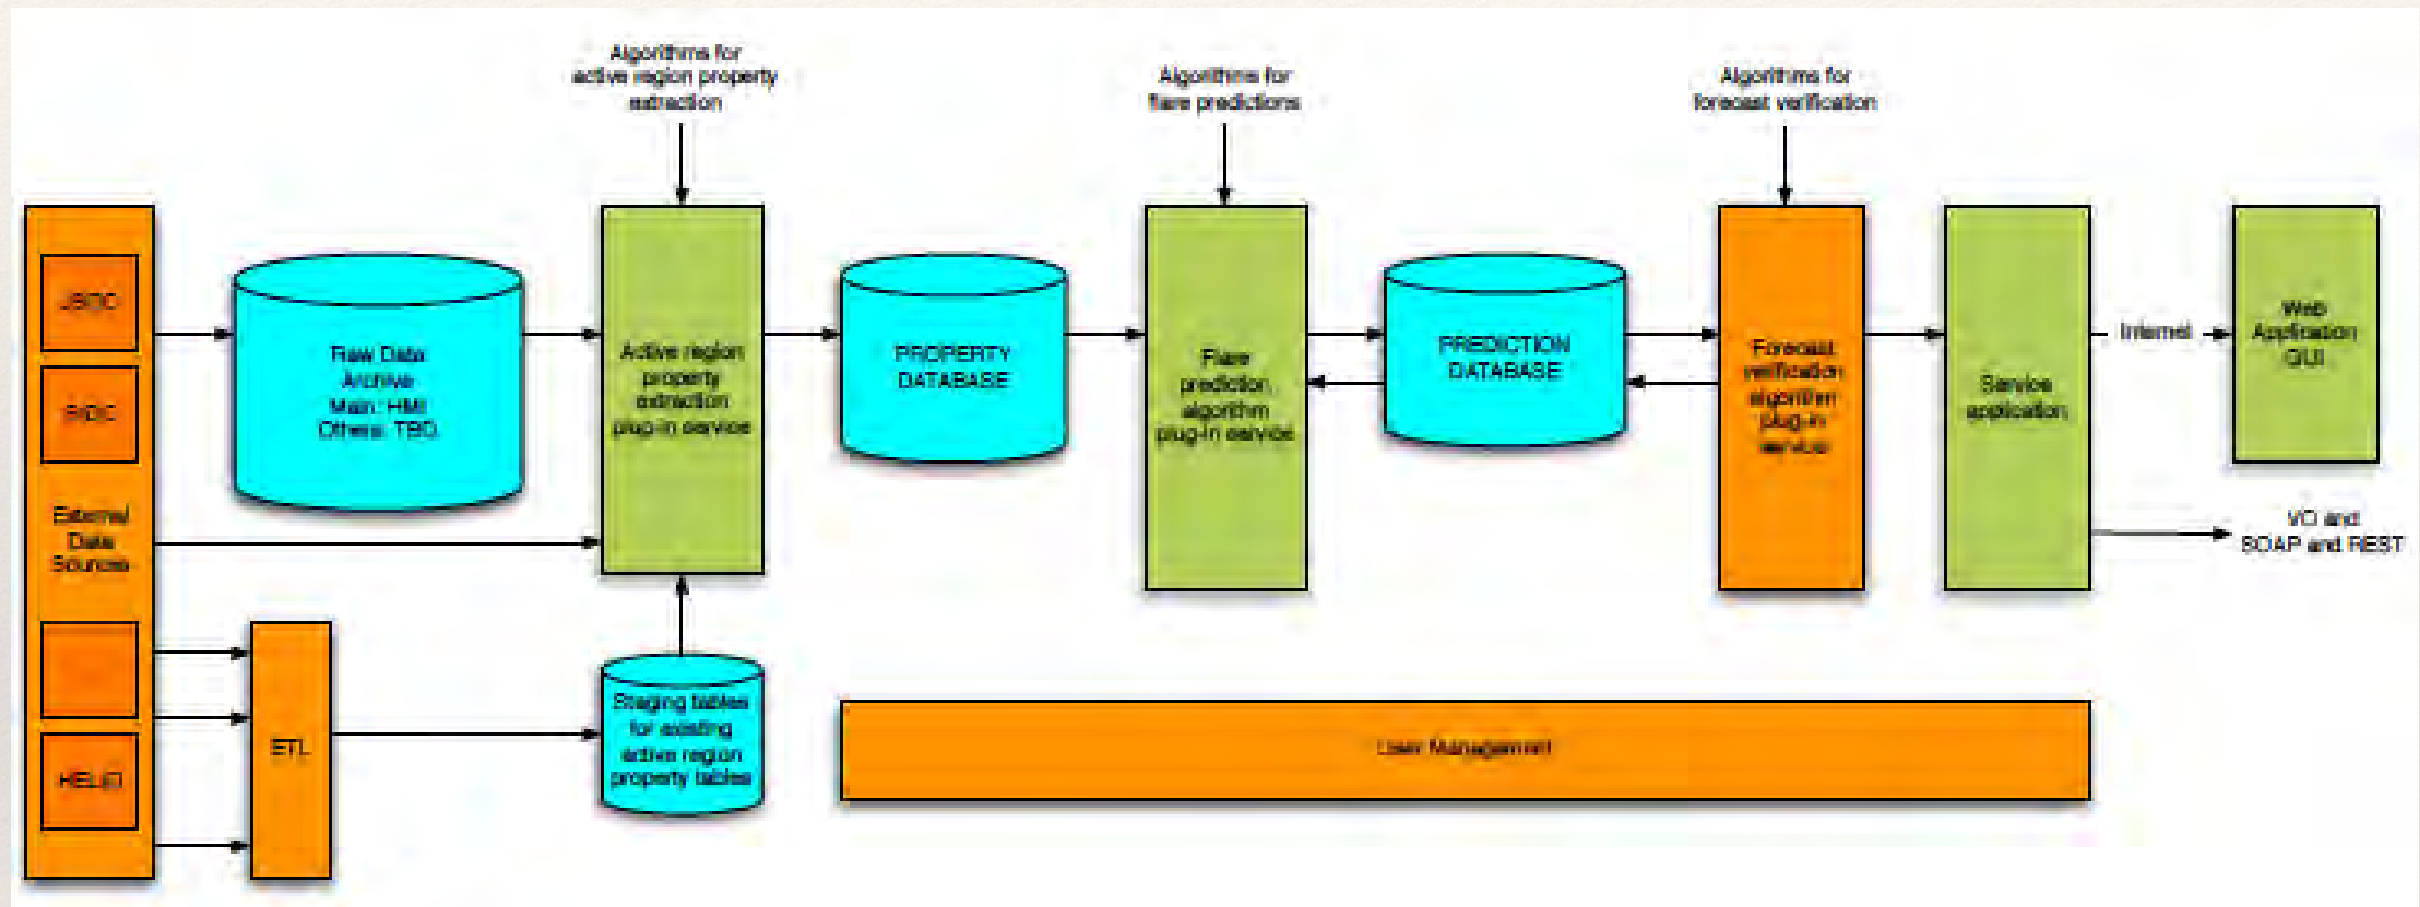 Algorithms for
active region property
extraction
Algorithms for
flare predictions
Algorithms for
forecast verification
JSOC
SIDC
External
Data
Sources
HELIO
Raw Data
Archive
Main: HMI
Others: TBD
ETL
Active region
property
extraction
plug-in service
Staging tables
for existing
active region
property tables
PROPERTY
DATABASE
Flare
prediction
algorithm
plug-in service
PREDICTION
DATABASE
Forecast
verification
algorithm
plug-in
service
Service
application
Internet
Web
Application
GUI
VO and
SOAP and REST
User Management